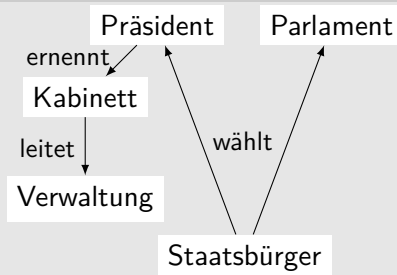 Präsident Parlament
ernennt
Kabinett
wählt
leitet
Verwaltung
Staatsbürger